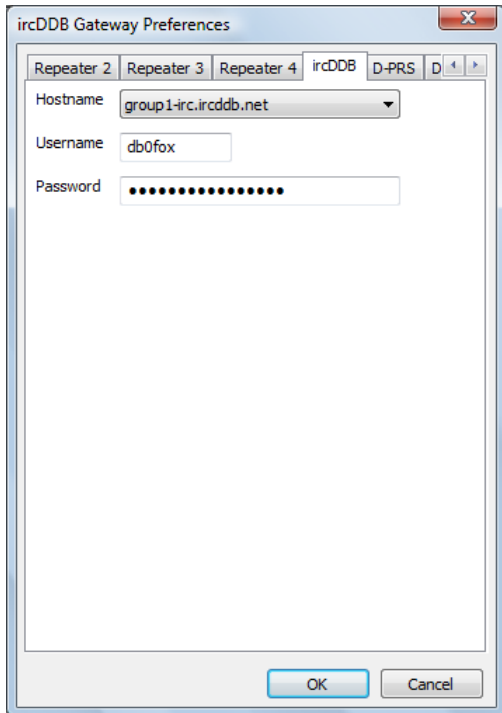 ircDDB Gateway Preferences
Repeater 2 Repeater 3 Repeater 4 ircDDB D-PRS D
Hostname group1-irc.ircddb.net
Username db0fox
Password ••••••••••••••••
OK Cancel